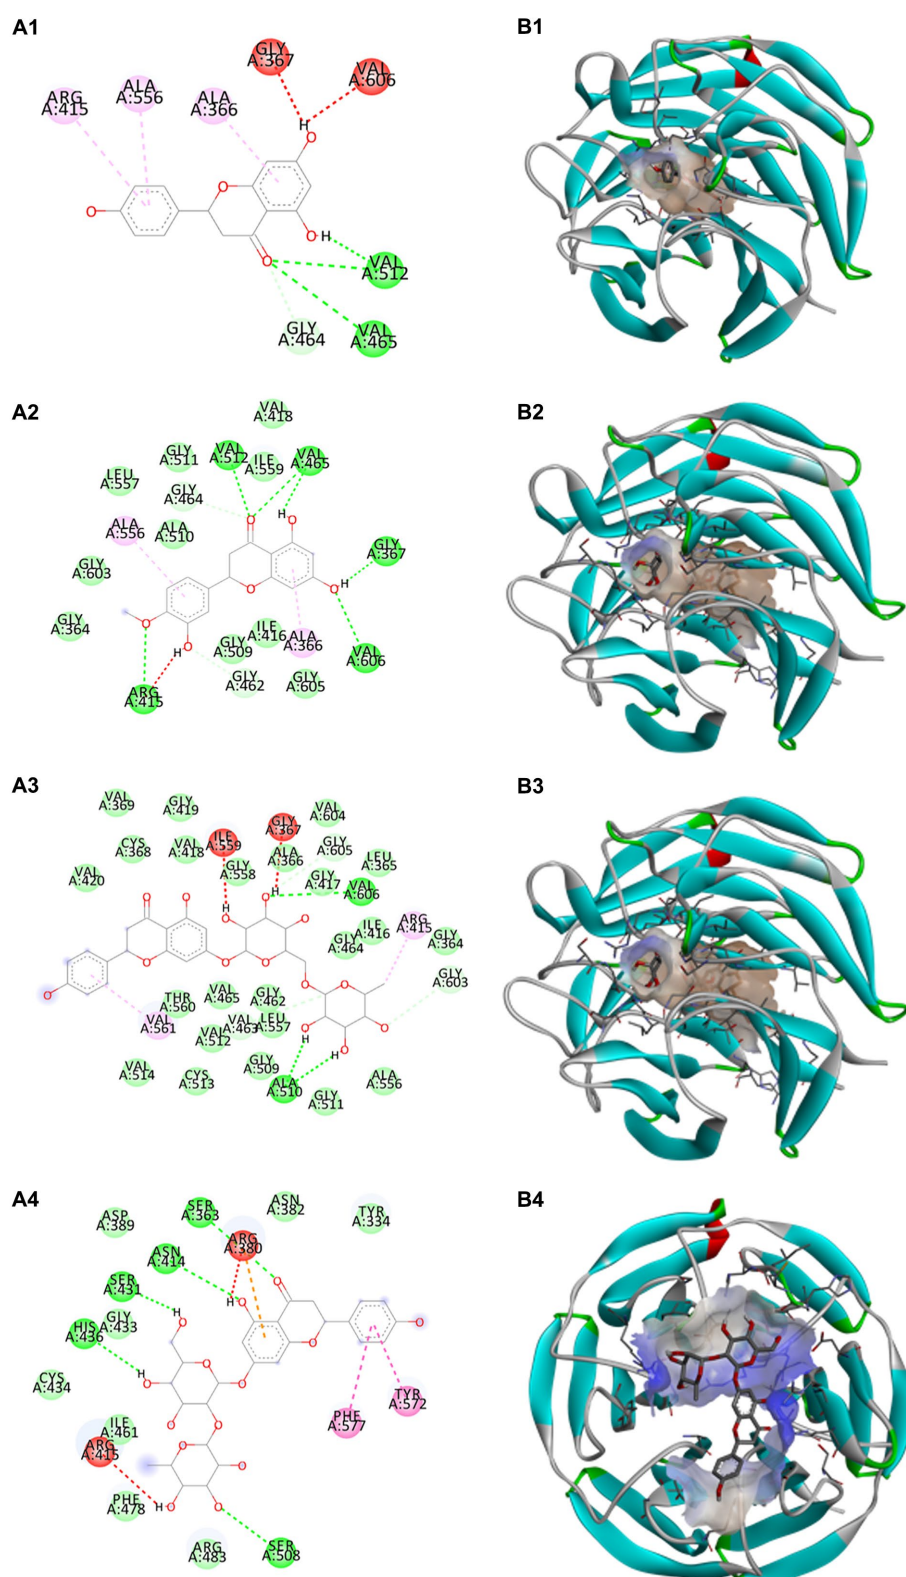 A1
B1
GLY
A:367
VAL
A:606
ARG
A:415
ALA
A:556
ALA
A:366
H
O
O
O
O H
O
VAL
A:512
GLY
A:464
VAL
A:465
A2
B2
VAL
A:418
GLY
A:511
VAL
A:512
ILE
A:559
VAL
A:465
LEU
A:557
GLY
A:464
H
O
O
ALA
A:556
ALA
A:510
GLY
A:367
GLY
A:603
O
O
H
GLY
A:364
O
H
O
GLY
A:509
ILE
A:416
ALA
A:366
VAL
A:606
ARG
A:415
GLY
A:462
GLY
A:605
A3
B3
VAL
A:369
GLY
A:419
ILE
A:559
GLY
A:367
VAL
A:604
CYS
A:368
VAL
A:418
GLY
A:558
ALA
A:366
GLY
A:605
LEU
A:365
VAL
A:420
GLY
A:417
VAL
A:606
O
O
H
O
H
O
O
ARG
A:415
ILE
A:416
GLY
A:464
GLY
A:364
O
O
O
O
O
GLY
A:603
VAL
A:561
THR
A:560
VAL
A:465
GLY
A:462
O
O
VAL
A:512
VAL
A:463
LEU
A:557
O
O
H
H
O
VAL
A:514
CYS
A:513
GLY
A:509
ALA
A:510
GLY
A:511
ALA
A:556
A4
B4
SER
A:363
ASN
A:382
ASP
A:389
ARG
A:380
TYR
A:334
ASN
A:414
SER
A:431
O
H
O
H
O
HIS
A:436
GLY
A:433
O
O
CYS
A:434
H
O
O
O
O
O
PHE
A:577
TYR
A:572
ILE
A:461
ARG
A:415
O
O
H
O
O
PHE
A:478
ARG
A:483
SER
A:508